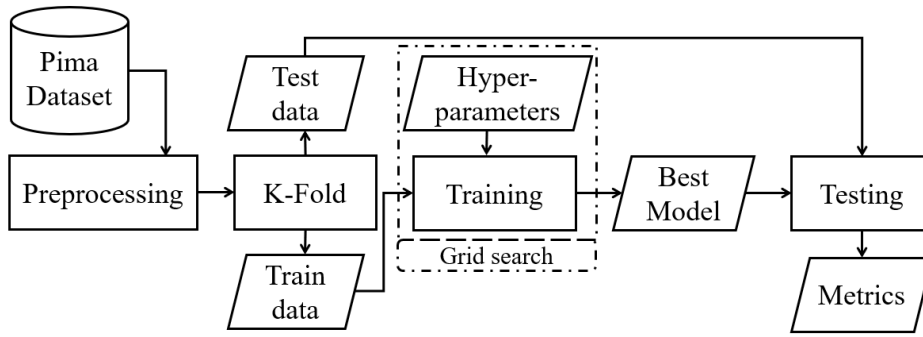 Pima
Dataset
Test
data
Hyper-
parameters
Preprocessing
K-Fold
Training
Best
Model
Testing
Grid search
Train
data
Metrics